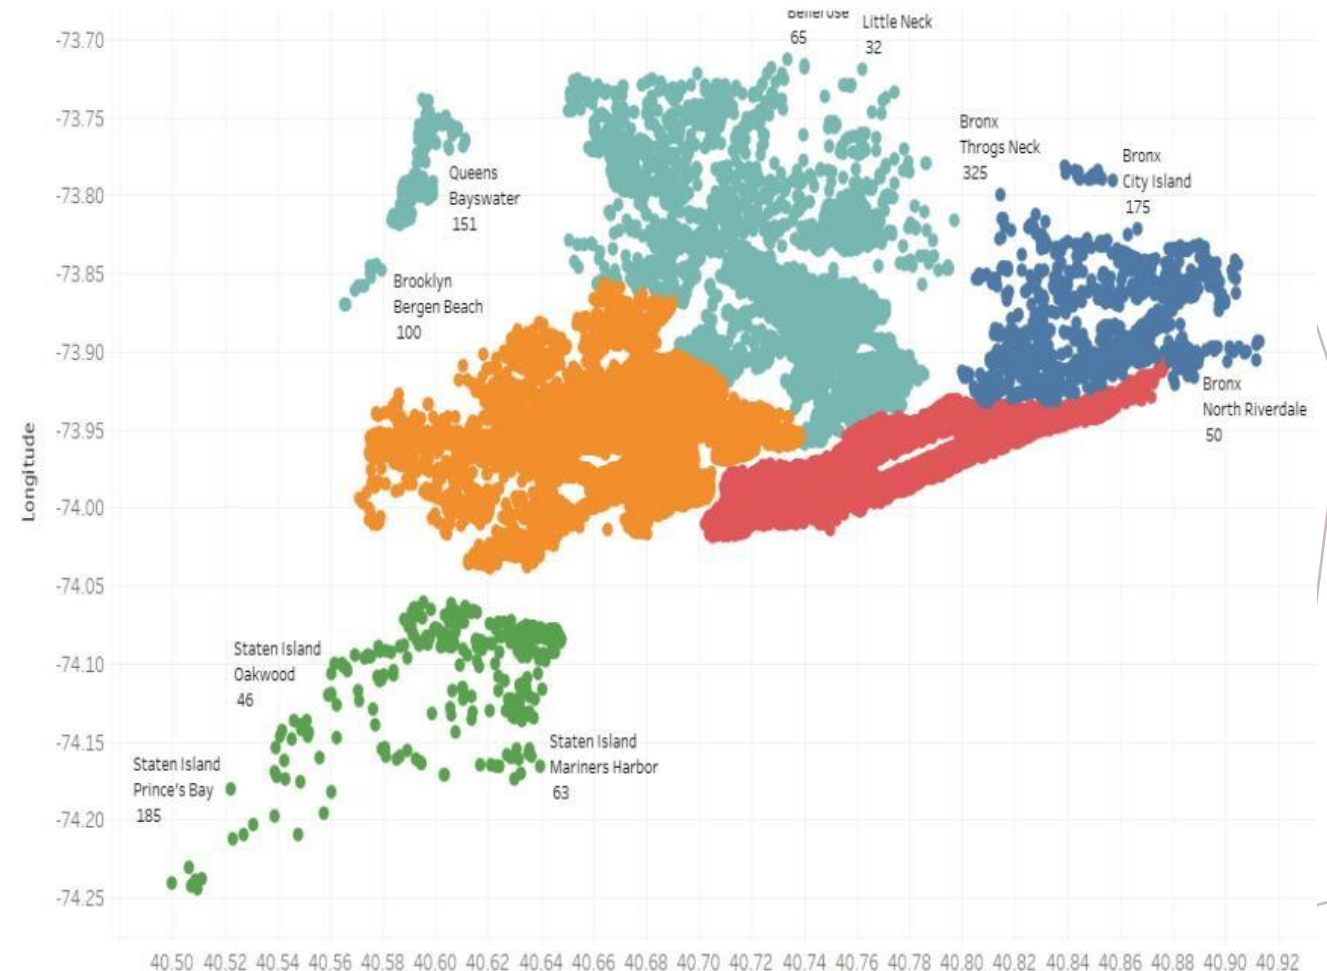 Bellerose
65
Little Neck
32
-73.70
-73.75
-73.80
-73.85
-73.90
-73.95
-74.00
-74.05
-74.10
-74.15
-74.20
-74.25
Longitude
Bronx
Throgs Neck
325
Bronx
City Island
175
Queens
Bayswater
151
Brooklyn
Bergen Beach
100
Bronx
North Riverdale
50
Staten Island
Oakwood
46
Staten Island
Mariners Harbor
63
Staten Island
Prince's Bay
185
40.50 40.52 40.54 40.56 40.58 40.60 40.62 40.64 40.66 40.68 40.70 40.72 40.74 40.76 40.78 40.80 40.82 40.84 40.86 40.88 40.90 40.92